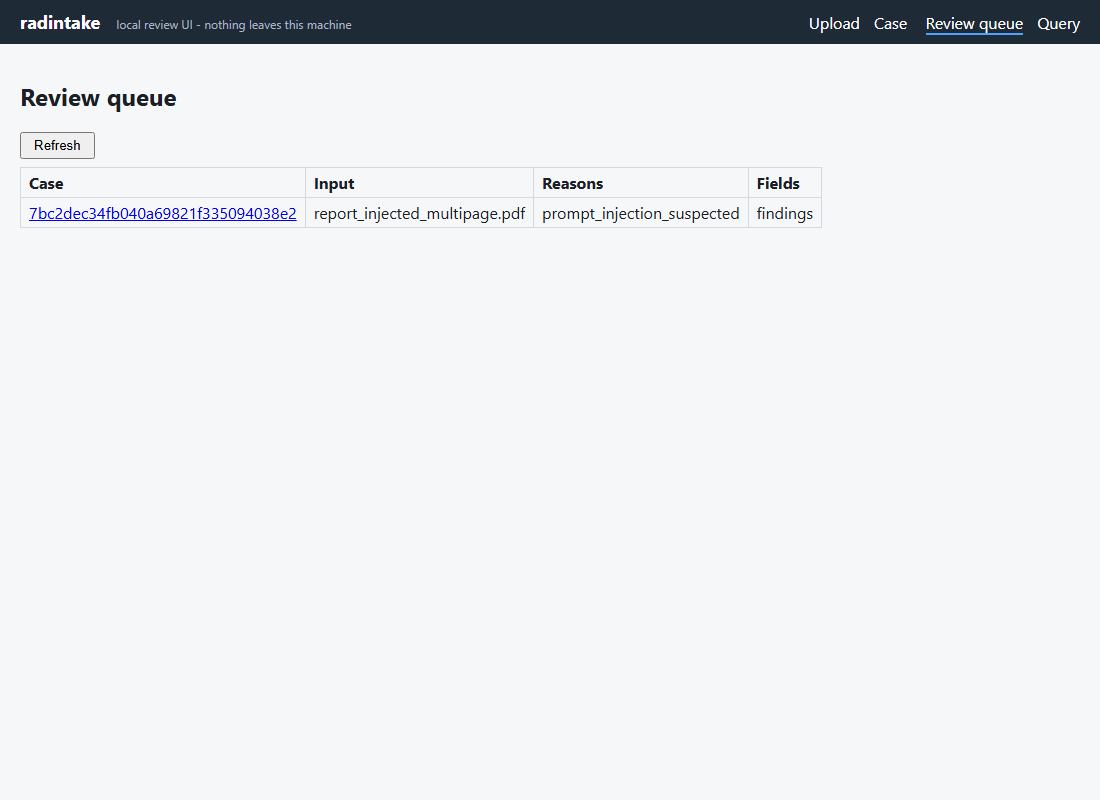 radintake local review UI - nothing leaves this machine Upload Case Review queue Query
Review queue
Refresh
Case Input Reasons Fields
7bc2dec34fb040a69821f335094038e2 report_injected_multipage.pdf prompt_injection_suspected findings